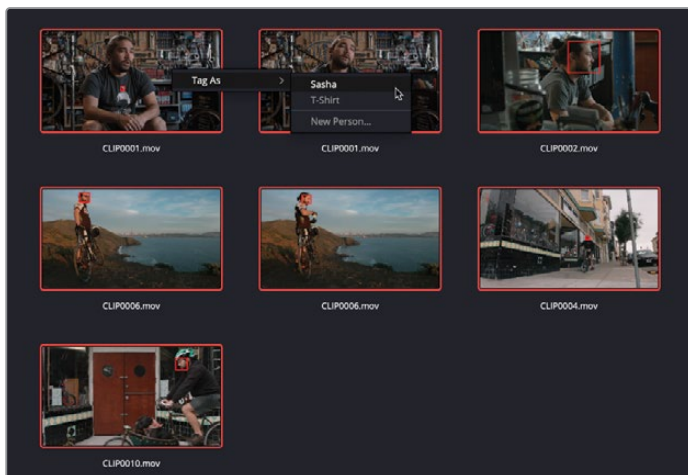 Tag As
Sasha
T-Shirt
New Person...
CLIP0001.mov
CLIP0001.mov
CLIP0002.mov
CLIP0006.mov
CLIP0006.mov
CLIP0004.mov
CLIP0010.mov